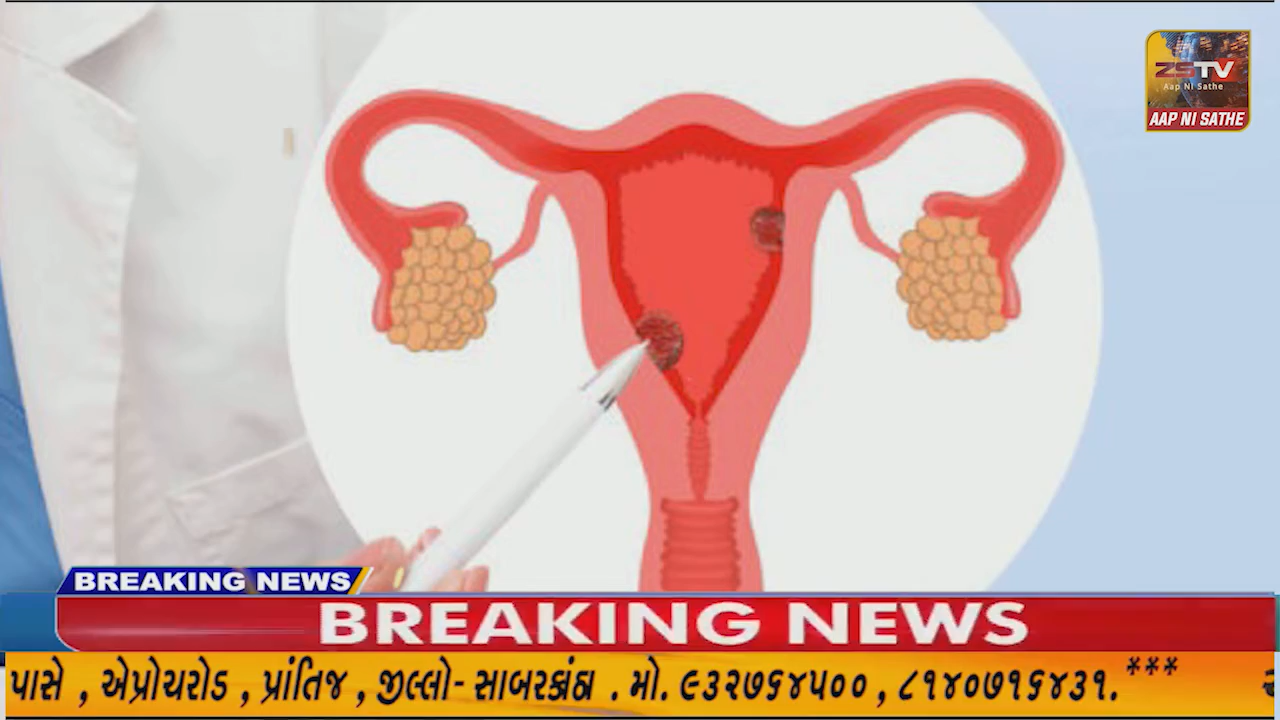 ZSTV
Aap Ni Sathe
AAP NI SATHE
BREAKING NEWS
BREAKING NEWS
પાસે , એપ્રોચરોડ , પ્રાંતિજ , જીલ્લો- સાબરકાંઠા . મો. ૯૩૨૭૬૪૫૦૦ , ૮૧૪૦૭૧૬૪૩૧.***